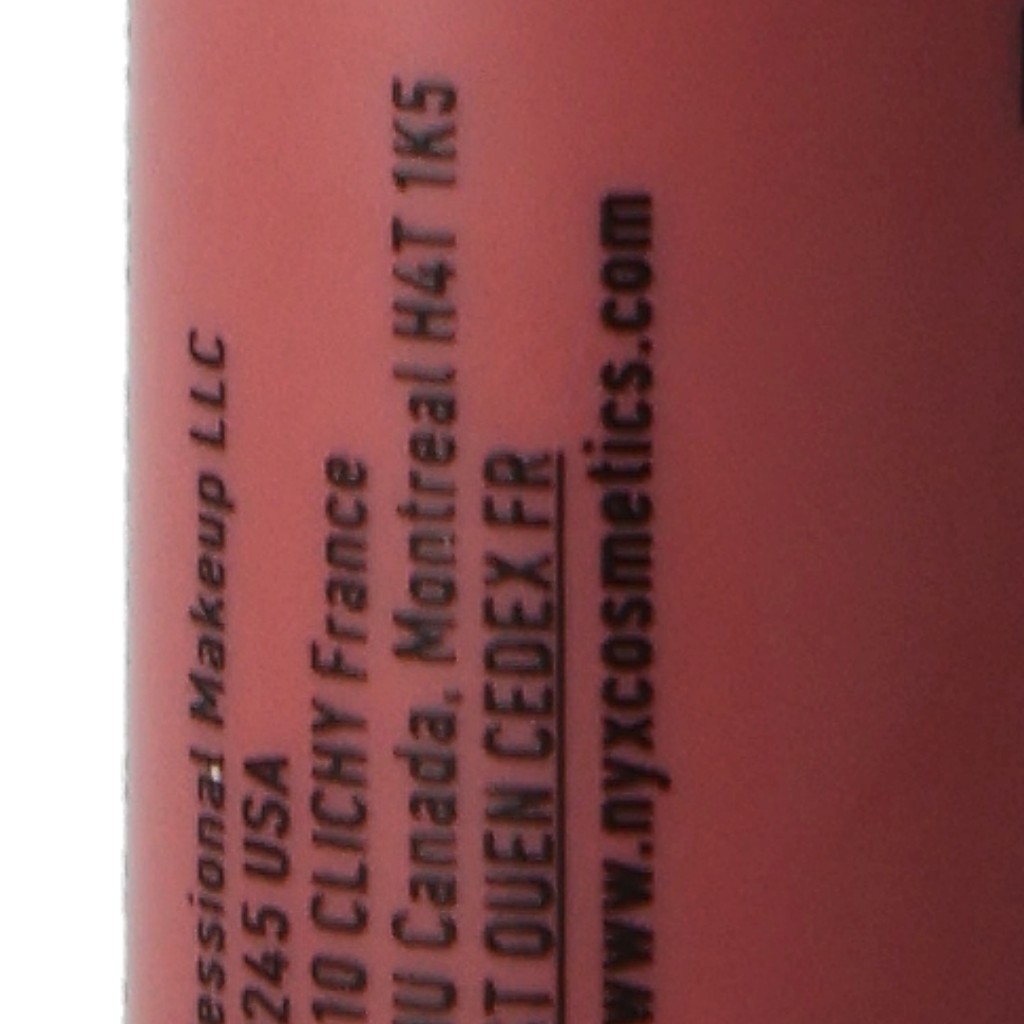 essional Makeup LLC
245 USA
10 CLICHY France
U Canada, Montreal H4T 1K5
T OUEN CEDEX FR
www.nyxcosmetics.com